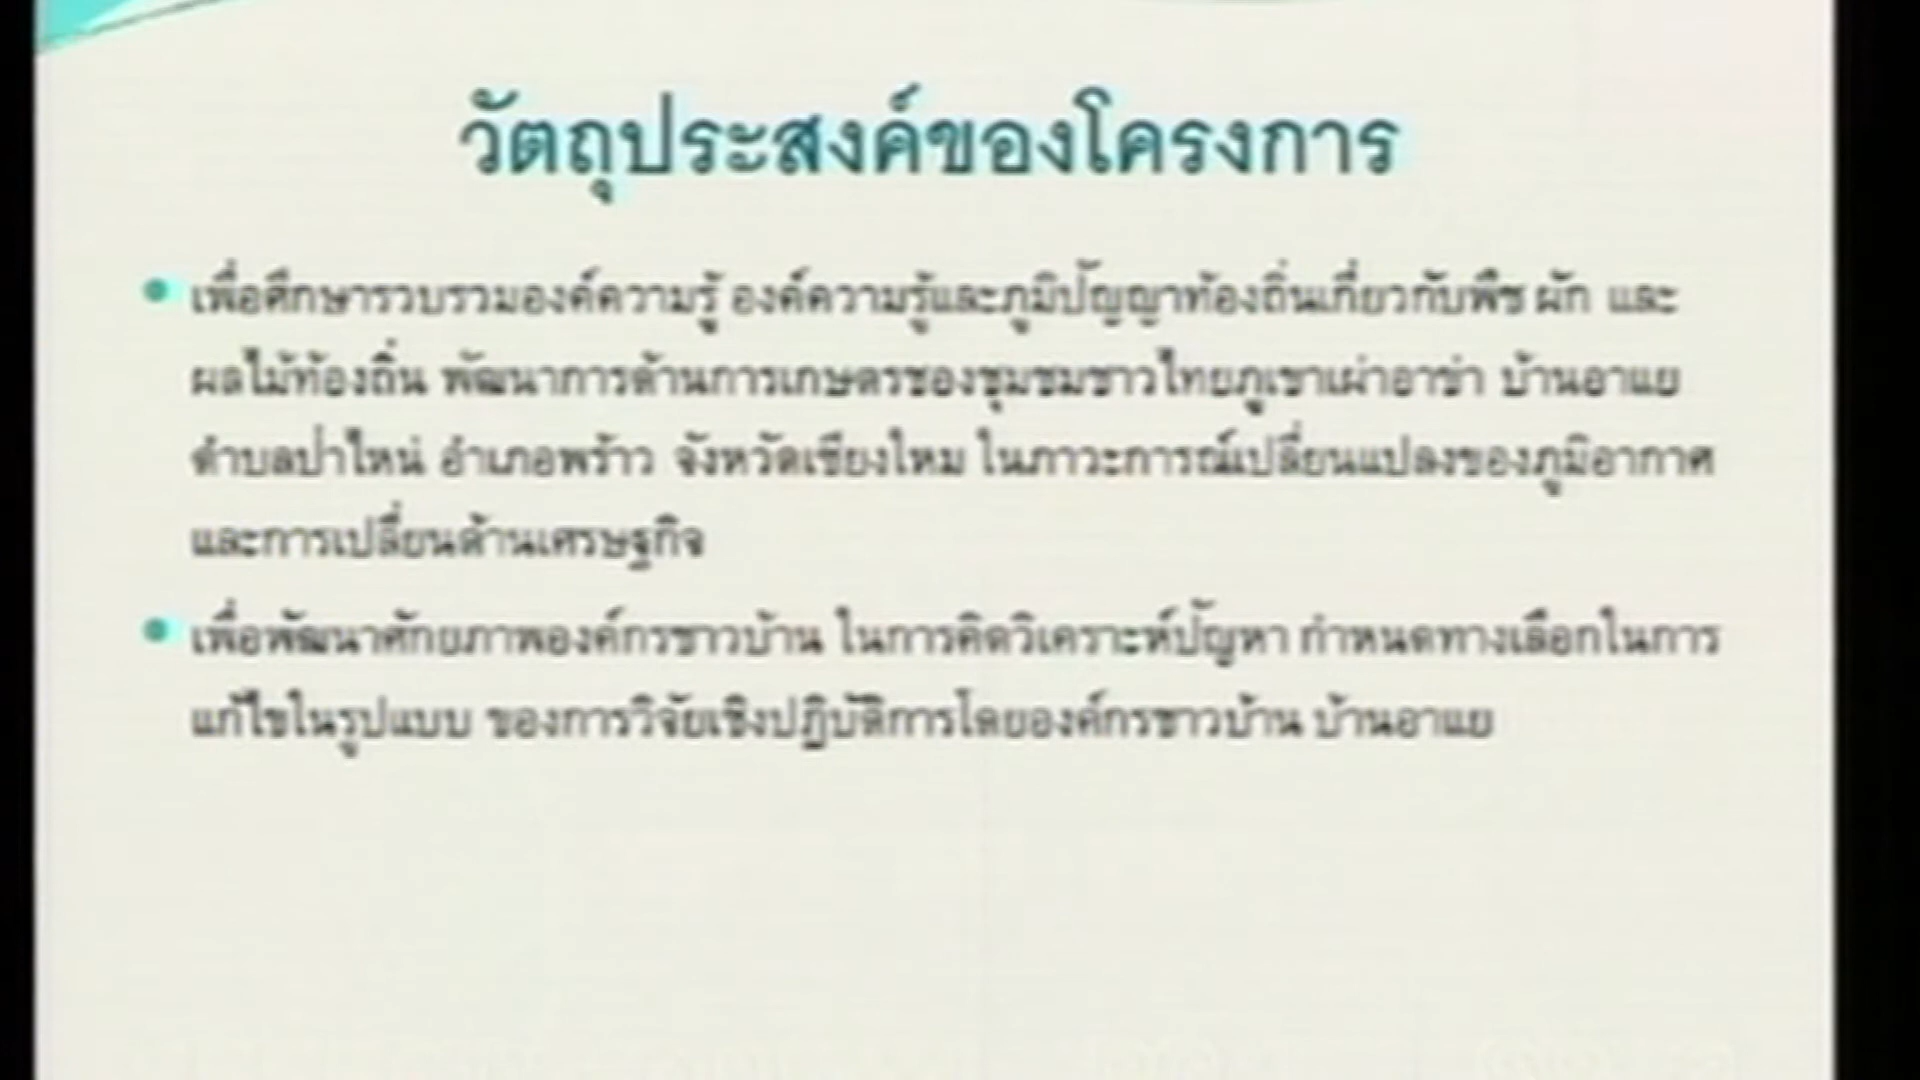 วัตถุประสงค์ของโครงการ
เพื่อศึกษารวบรวมองค์ความรู้ องค์ความรู้และภูมิปัญญาท้องถิ่นเกี่ยวกับพืช ผัก และ
ผลไม้ท้องถิ่น พัฒนาการด้านการเกษตรของชุมชมชาวไทยภูเขาเผ่าอาข่า บ้านอาแย
ตำบลป่าไหน่ อำเภอพร้าว จังหวัดเชียงใหม ในภาวะการณ์เปลี่ยนแปลงของภูมิอากาศ
และการเปลี่ยนด้านเศรษฐกิจ
เพื่อพัฒนาศักยภาพองค์กรชาวบ้าน ในการคิดวิเคราะห์ปัญหา กำหนดทางเลือกในการ
แก้ไขในรูปแบบ ของการวิจัยเชิงปฏิบัติการโดยองค์กรชาวบ้าน บ้านอาแย